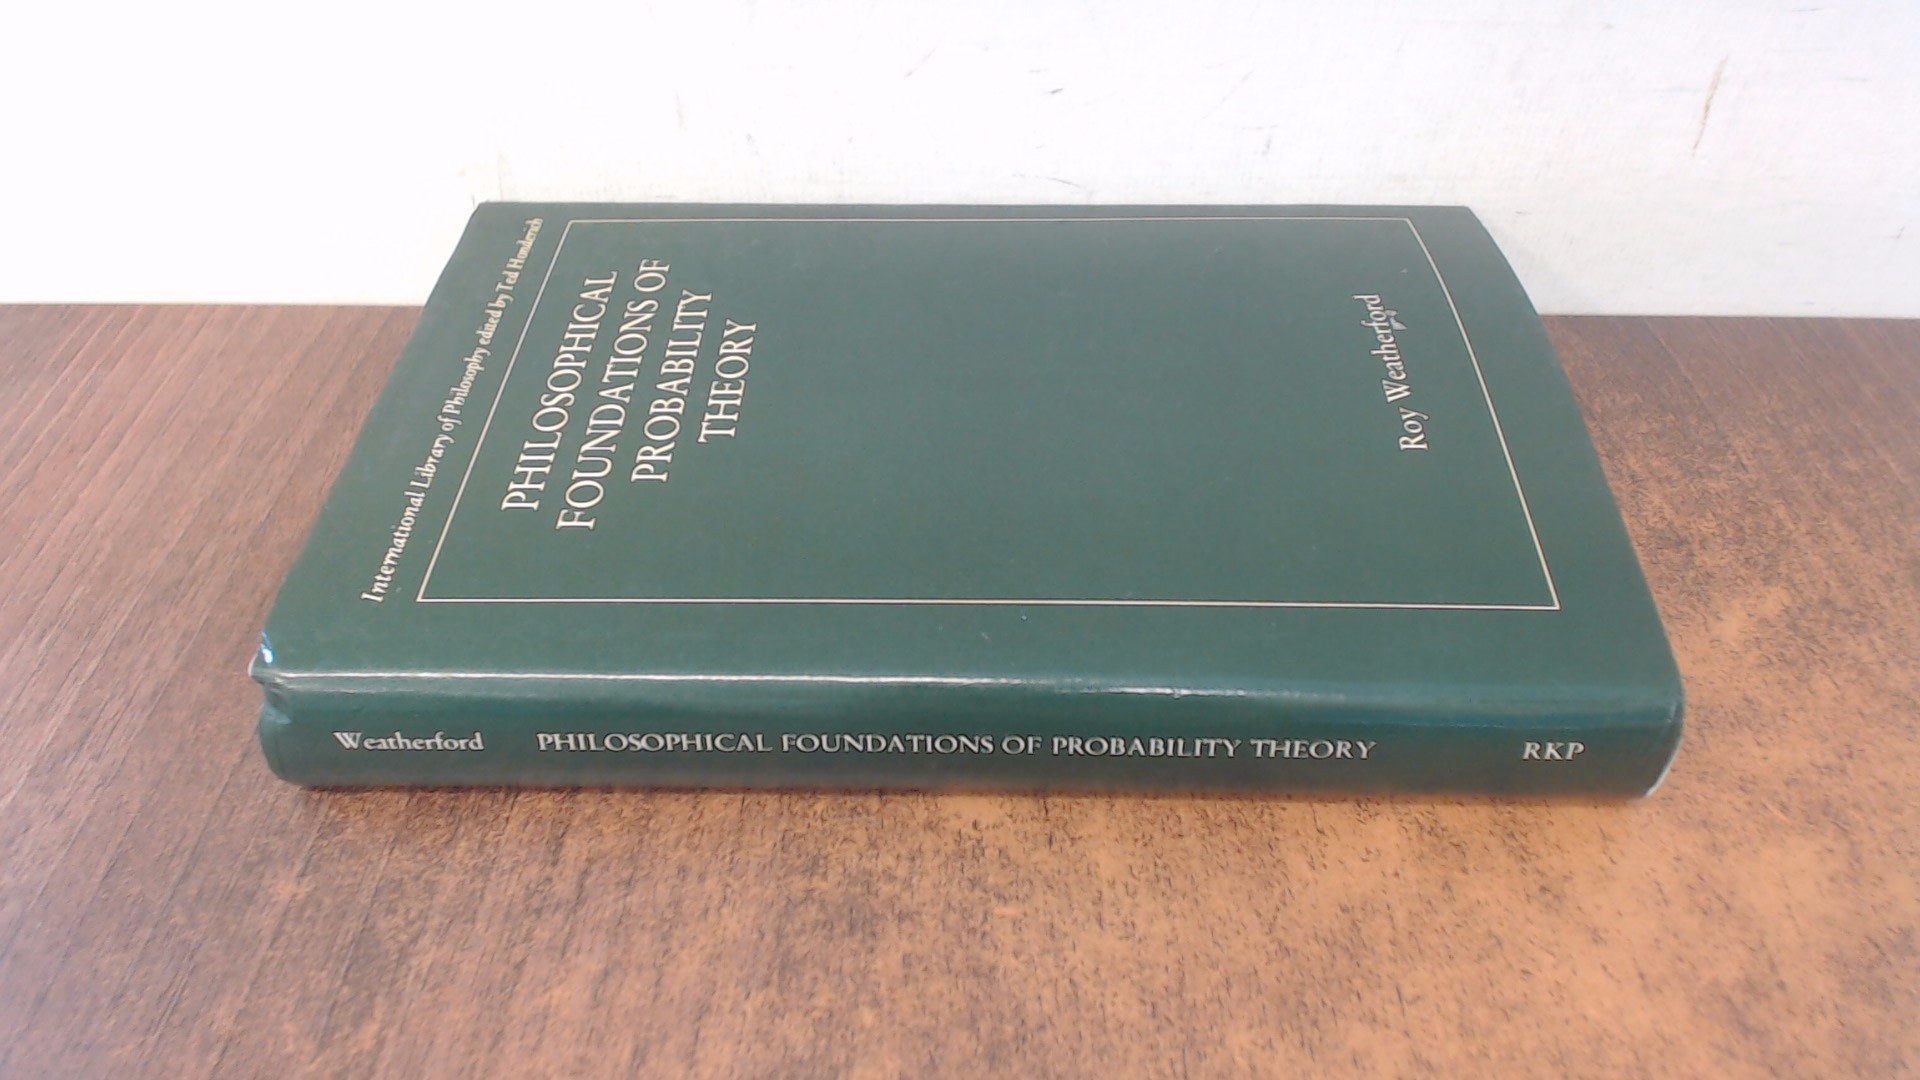 International Library of Philosophy edited by Ted Honderich
PHILOSOPHICAL
FOUNDATIONS OF
PROBABILITY
THEORY
Roy Weatherford
Weatherford PHILOSOPHICAL FOUNDATIONS OF PROBABILITY THEORY RKP